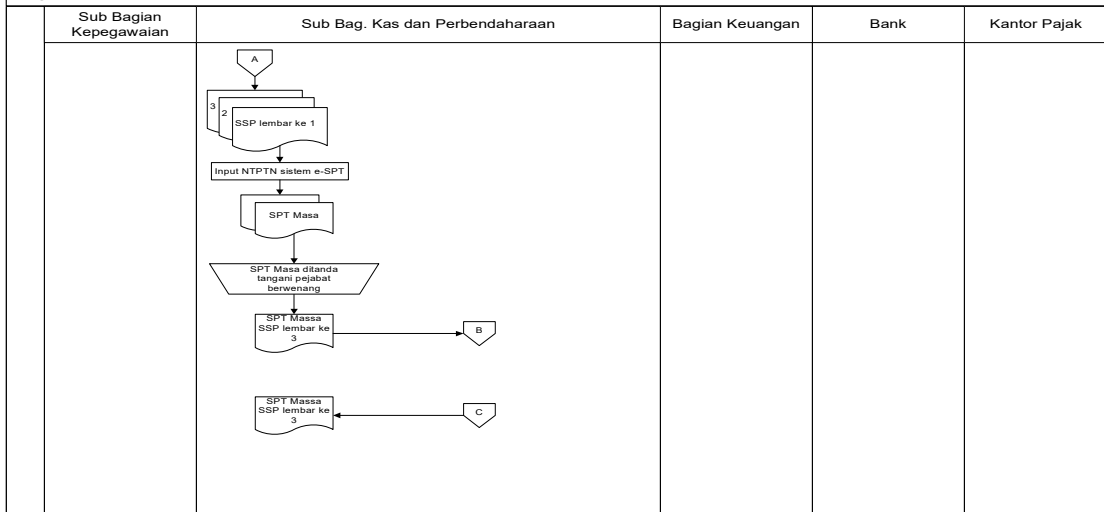 Sub Bagian
Kepegawaian
Sub Bag. Kas dan Perbendaharaan
Bagian Keuangan
Bank
Kantor Pajak
A
3
2
SSP lembar ke 1
Input NTPTN sistem e-SPT
SPT Masa
SPT Masa ditanda
tangani pejabat
berwenang
SPT Massa
SSP lembar ke
3
B
SPT Massa
SSP lembar ke
3
C